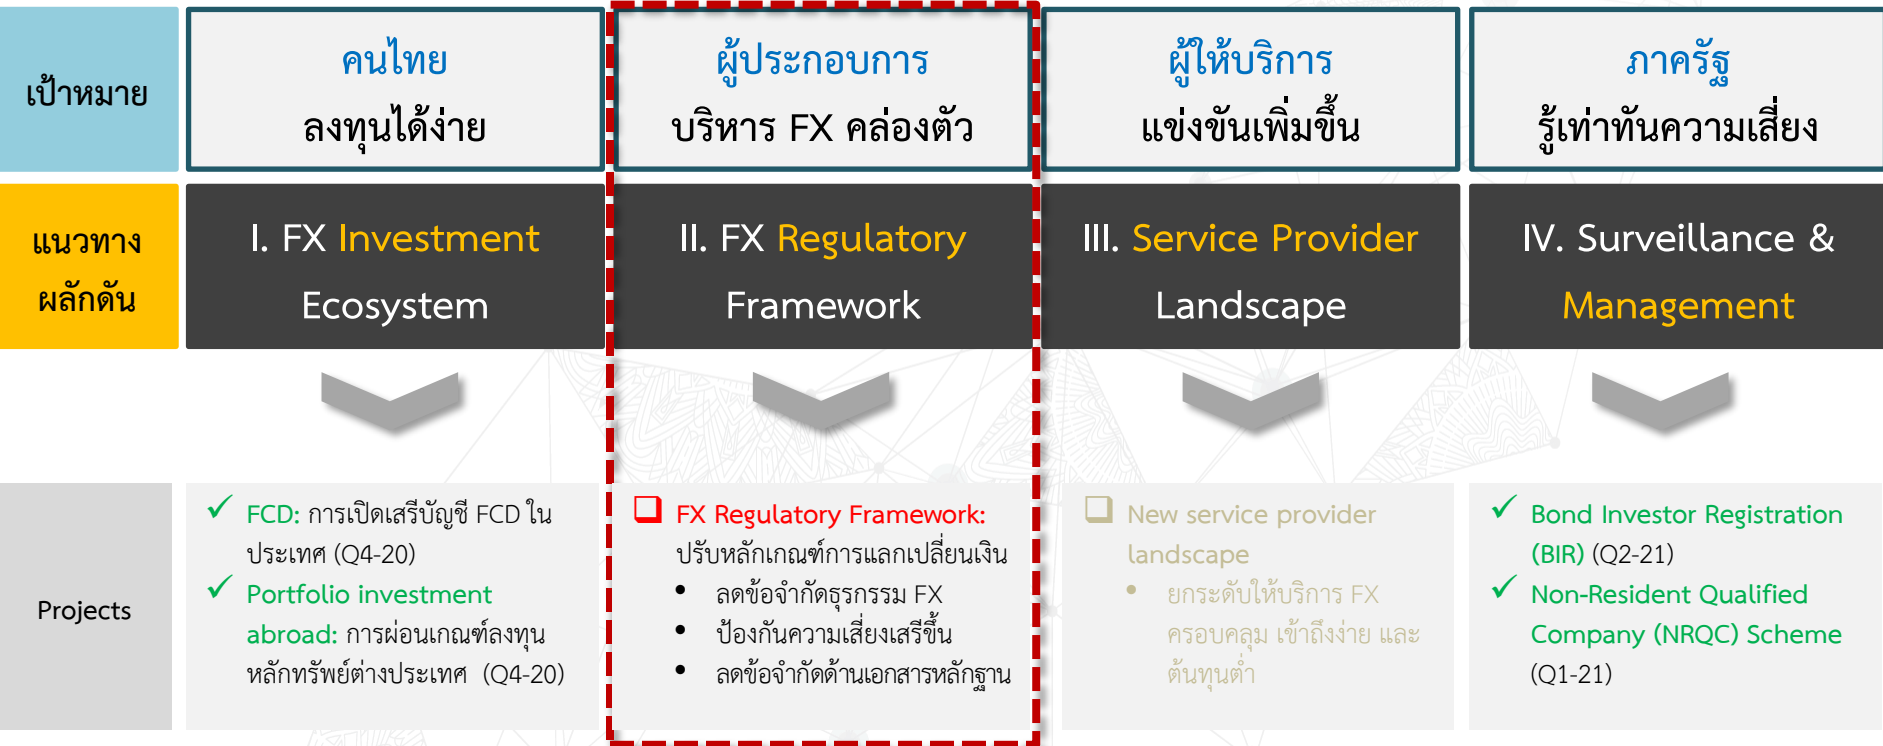 เป้าหมาย
คนไทย
ลงทุนได้ง่าย
ผู้ประกอบการ
บริหาร FX คล่องตัว
ผู้ให้บริการ
แข่งขันเพิ่มขึ้น
ภาครัฐ
รู้เท่าทันความเสี่ยง
แนวทาง
ผลักดัน
I. FX Investment
Ecosystem
II. FX Regulatory
Framework
III. Service Provider
Landscape
IV. Surveillance &
Management
Projects
✓ FCD: การเปิดเสรีบัญชี FCD ใน
ประเทศ (Q4-20)
✓ Portfolio investment
abroad: การผ่อนเกณฑ์ลงทุน
หลักทรัพย์ต่างประเทศ (Q4-20)
❑ FX Regulatory Framework:
ปรับหลักเกณฑ์การแลกเปลี่ยนเงิน
• ลดข้อจำกัดธุรกรรม FX
• ป้องกันความเสี่ยงเสรีขึ้น
• ลดข้อจำกัดด้านเอกสารหลักฐาน
❑ New service provider
landscape
• ยกระดับให้บริการ FX
ครอบคลุม เข้าถึงง่าย และ
ต้นทุนต่ำ
✓ Bond Investor Registration
(BIR) (Q2-21)
✓ Non-Resident Qualified
Company (NRQC) Scheme
(Q1-21)